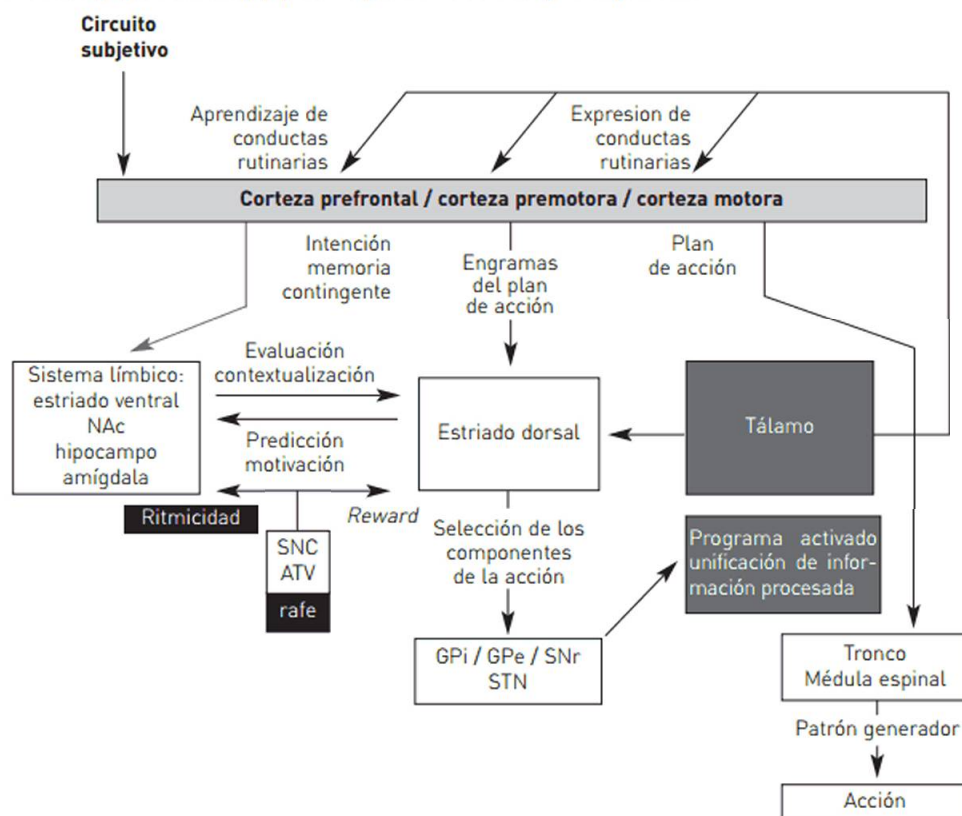 Circuito
subjetivo
Aprendizaje de
conductas
rutinarias
Expresion de
conductas
rutinarias
Corteza prefrontal / corteza premotora / corteza motora
Intención
memoria
contingente
Engramas
del plan
de acción
Plan
de acción
Sistema límbico:
estriado ventral
NAc
hipocampo
amígdala
Evaluación
contextualización
Predicción
motivación
Estriado dorsal
Tálamo
Ritmicidad
Reward
SNC
ATV
rafe
Selección de los
componentes
de la acción
Programa activado
unificación de infor-
mación procesada
GPi / GPe / SNr
STN
Tronco
Médula espinal
Patrón generador
Acción